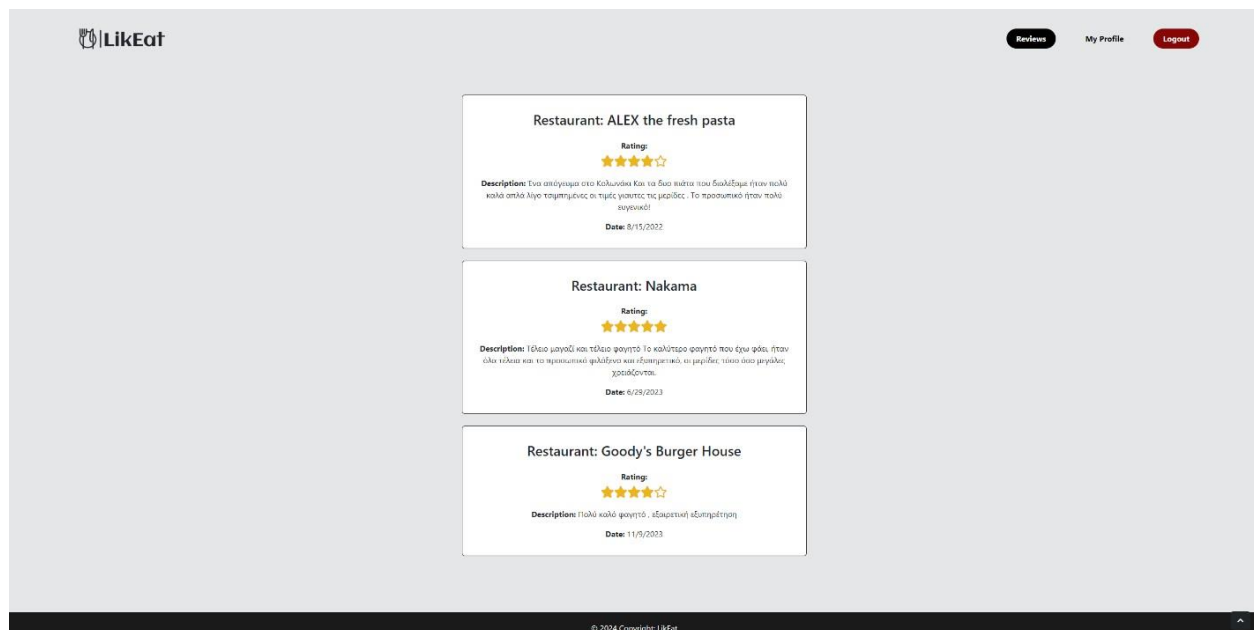 LikEat
Reviews
My Profile
Logout
Restaurant: ALEX the fresh pasta
Rating:
Description: Ένα απόγευμα στο Κολωνάκι Και τα δυο πιάτα που διαλέξαμε ήταν πολύ
καλά απλά λίγο τσιμπημένες οι τιμές γιαυτες τις μερίδες . Το προσωπικό ήταν πολύ
ευγενικό!
Date: 8/15/2022
Restaurant: Nakama
Rating:
Description: Τέλειο μαγαζί και τέλειο φαγητό Το καλύτερο φαγητό που έχω φάει, ήταν
όλα τέλεια και το προσωπικό φιλόξενο και εξυπηρετικό, οι μερίδες τόσο όσο μεγάλες
χρειάζονται.
Date: 6/29/2023
Restaurant: Goody's Burger House
Rating:
Description: Πολύ καλό φαγητό , εξαιρετική εξυπηρέτηση
Date: 11/9/2023
© 2024 Copyright: LikEat